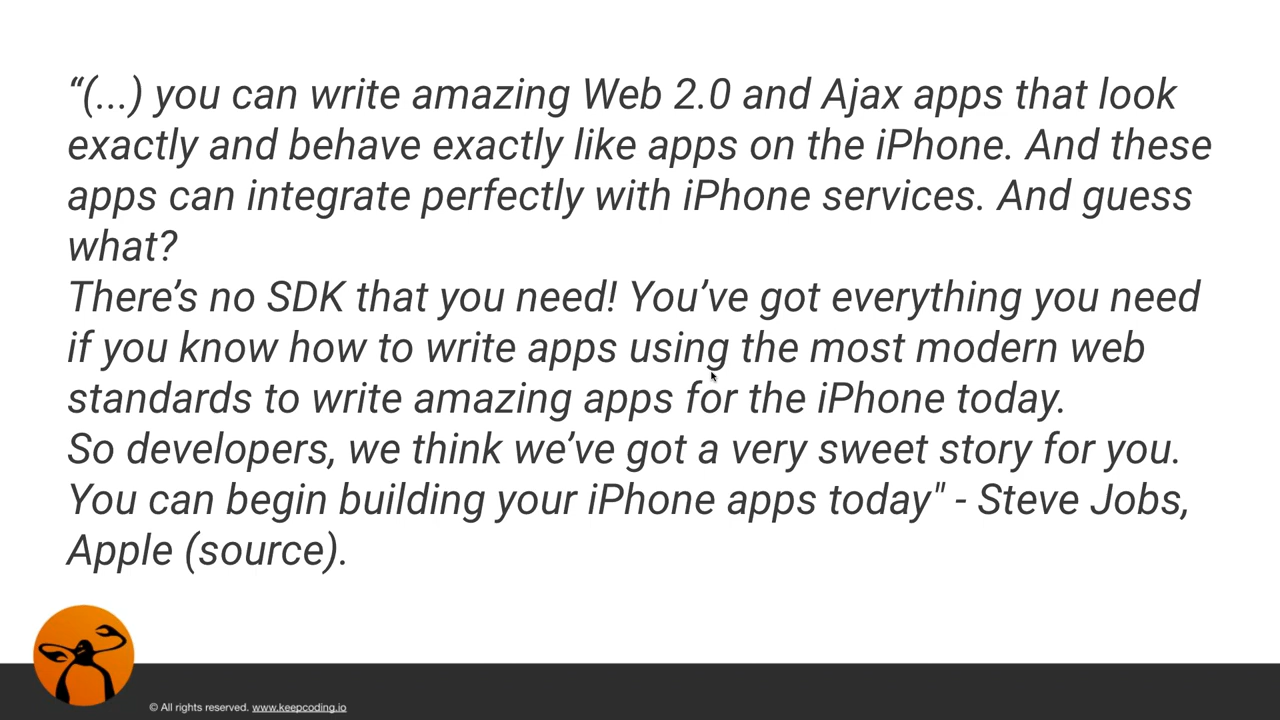 “(...) you can write amazing Web 2.0 and Ajax apps that look
exactly and behave exactly like apps on the iPhone. And these
apps can integrate perfectly with iPhone services. And guess
what?
There’s no SDK that you need! You’ve got everything you need
if you know how to write apps using the most modern web
standards to write amazing apps for the iPhone today.
So developers, we think we’ve got a very sweet story for you.
You can begin building your iPhone apps today" - Steve Jobs,
Apple (source).
© All rights reserved. www.keepcoding.io